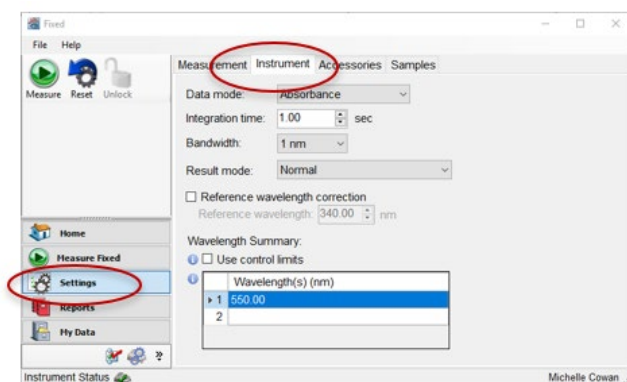 Fixed
File Help
Measure Reset Unlock
Measurement Instrument Accessories Samples
Data mode: Absorbance
Integration time: 1.00 sec
Bandwidth: 1 nm
Result mode: Normal
Reference wavelength correction
Reference wavelength: 340.00 nm
Wavelength Summary:
Use control limits
Wavelength(s) (nm)
1 550.00
2
Home
Measure Fixed
Settings
Reports
My Data
Instrument Status
Michelle Cowan